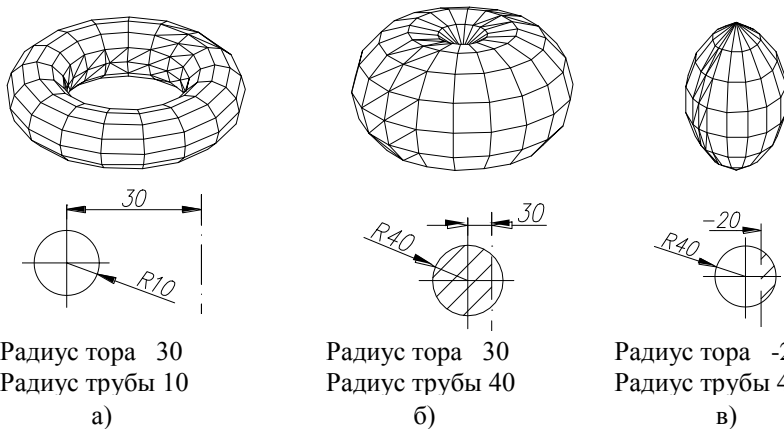 30
R10
30
R40
-20
R40
Радиус тора 30
Радиус трубы 10
а)
Радиус тора 30
Радиус трубы 40
б)
Радиус тора
Радиус трубы
в)